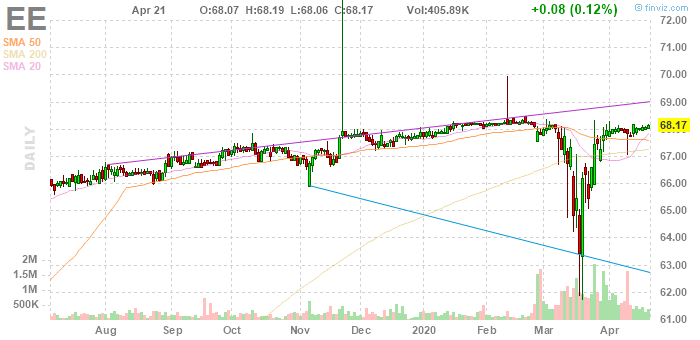 EE Apr 21 O:68.07 H:68.19 L:68.06 C:68.17 Vol:405.89K +0.08 (0.12%) © finviz.com
SMA 50
SMA 200
SMA 20
DAILY
72.00
71.00
70.00
69.00
68.17
67.00
66.00
65.00
64.00
63.00
62.00
61.00
2M
1.5M
1M
500K
Aug Sep Oct Nov Dec 2020 Feb Mar Apr